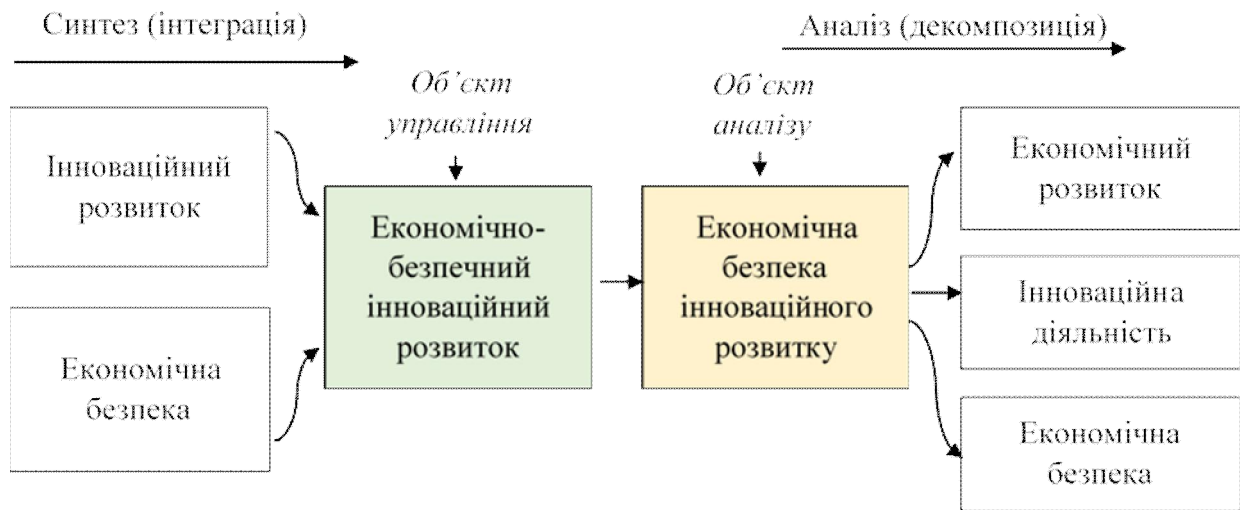 Синтез (інтеграція)
Аналіз (декомпозиція)
Об’єкт
управління
Об’єкт
аналізу
Інноваційний
розвиток
Економічна
безпека
Економічно-
безпечний
інноваційний
розвиток
Економічна
безпека
інноваційного
розвитку
Економічний
розвиток
Інноваційна
діяльність
Економічна
безпека